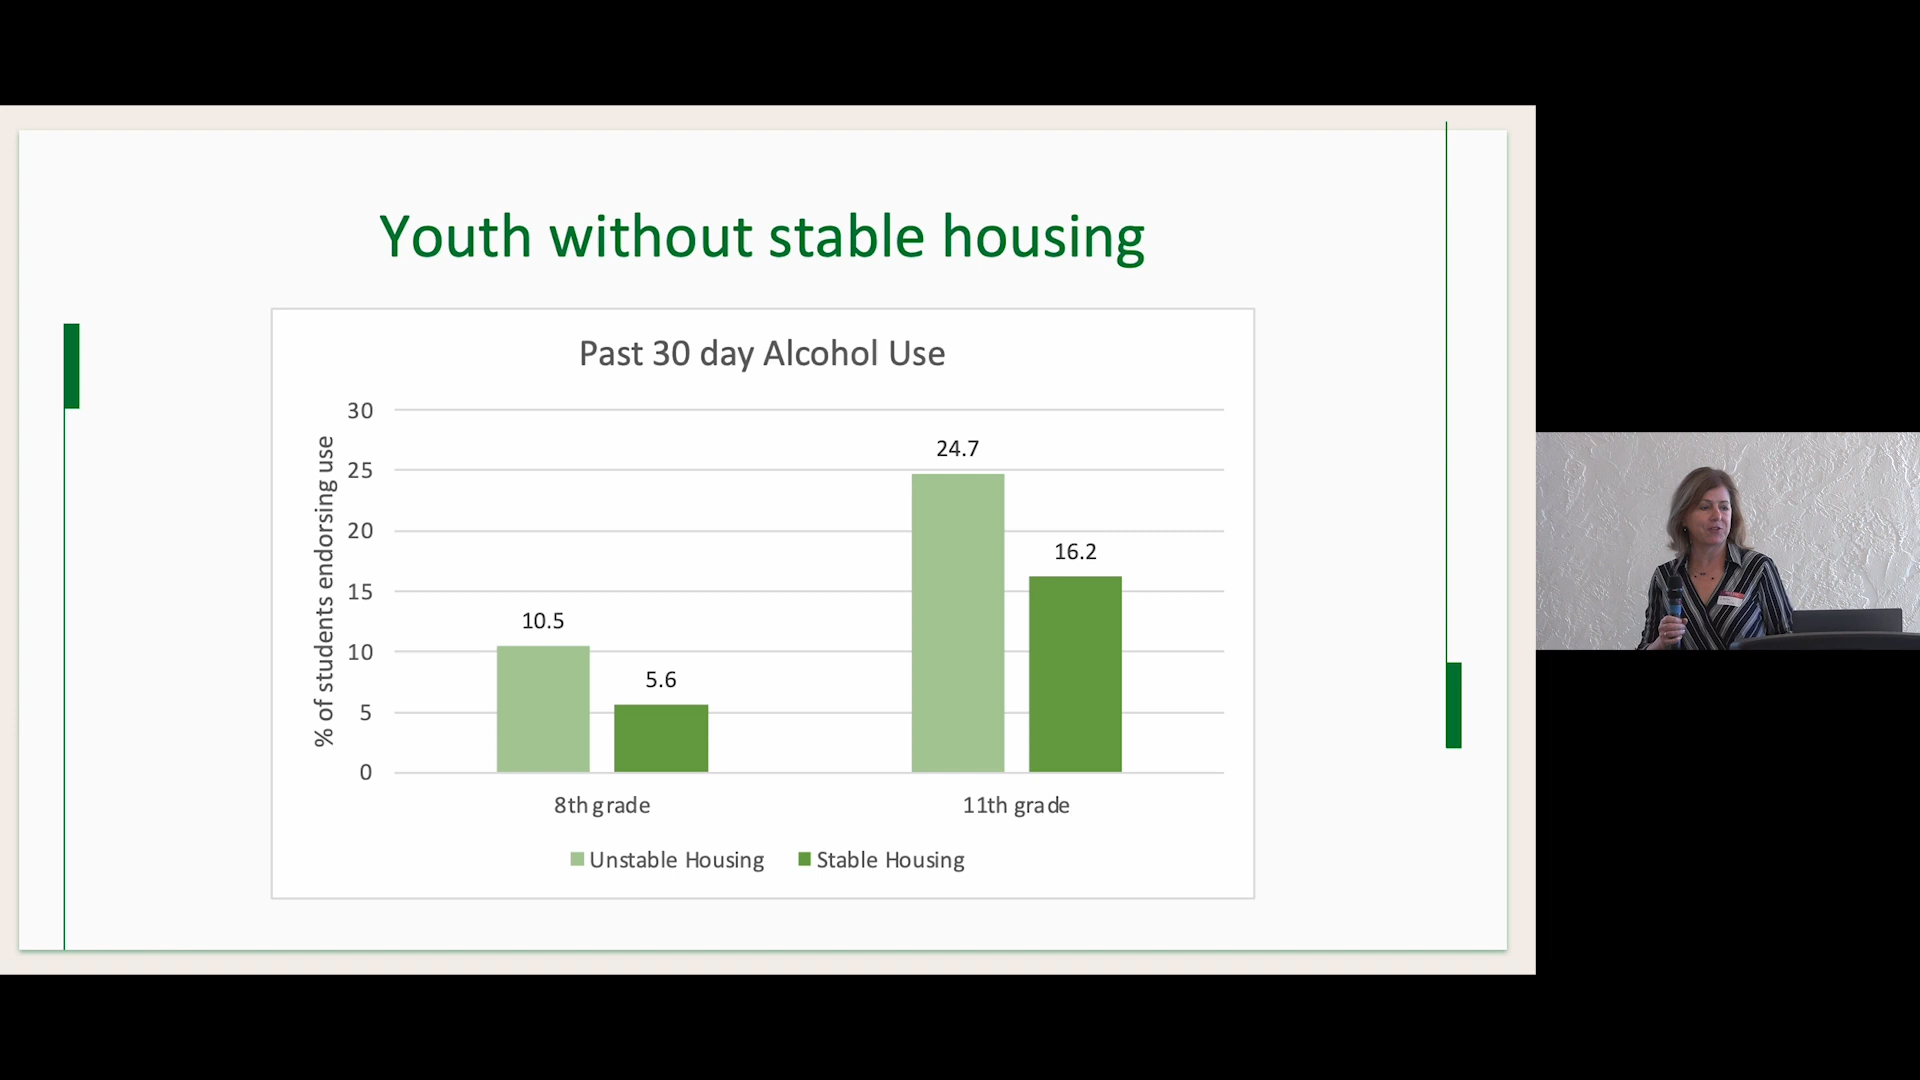 Youth without stable housing
Past 30 day Alcohol Use
% of students endorsing use
30
25
20
15
10
5
0
24.7
16.2
10.5
5.6
8th grade
11th grade
Unstable Housing
Stable Housing